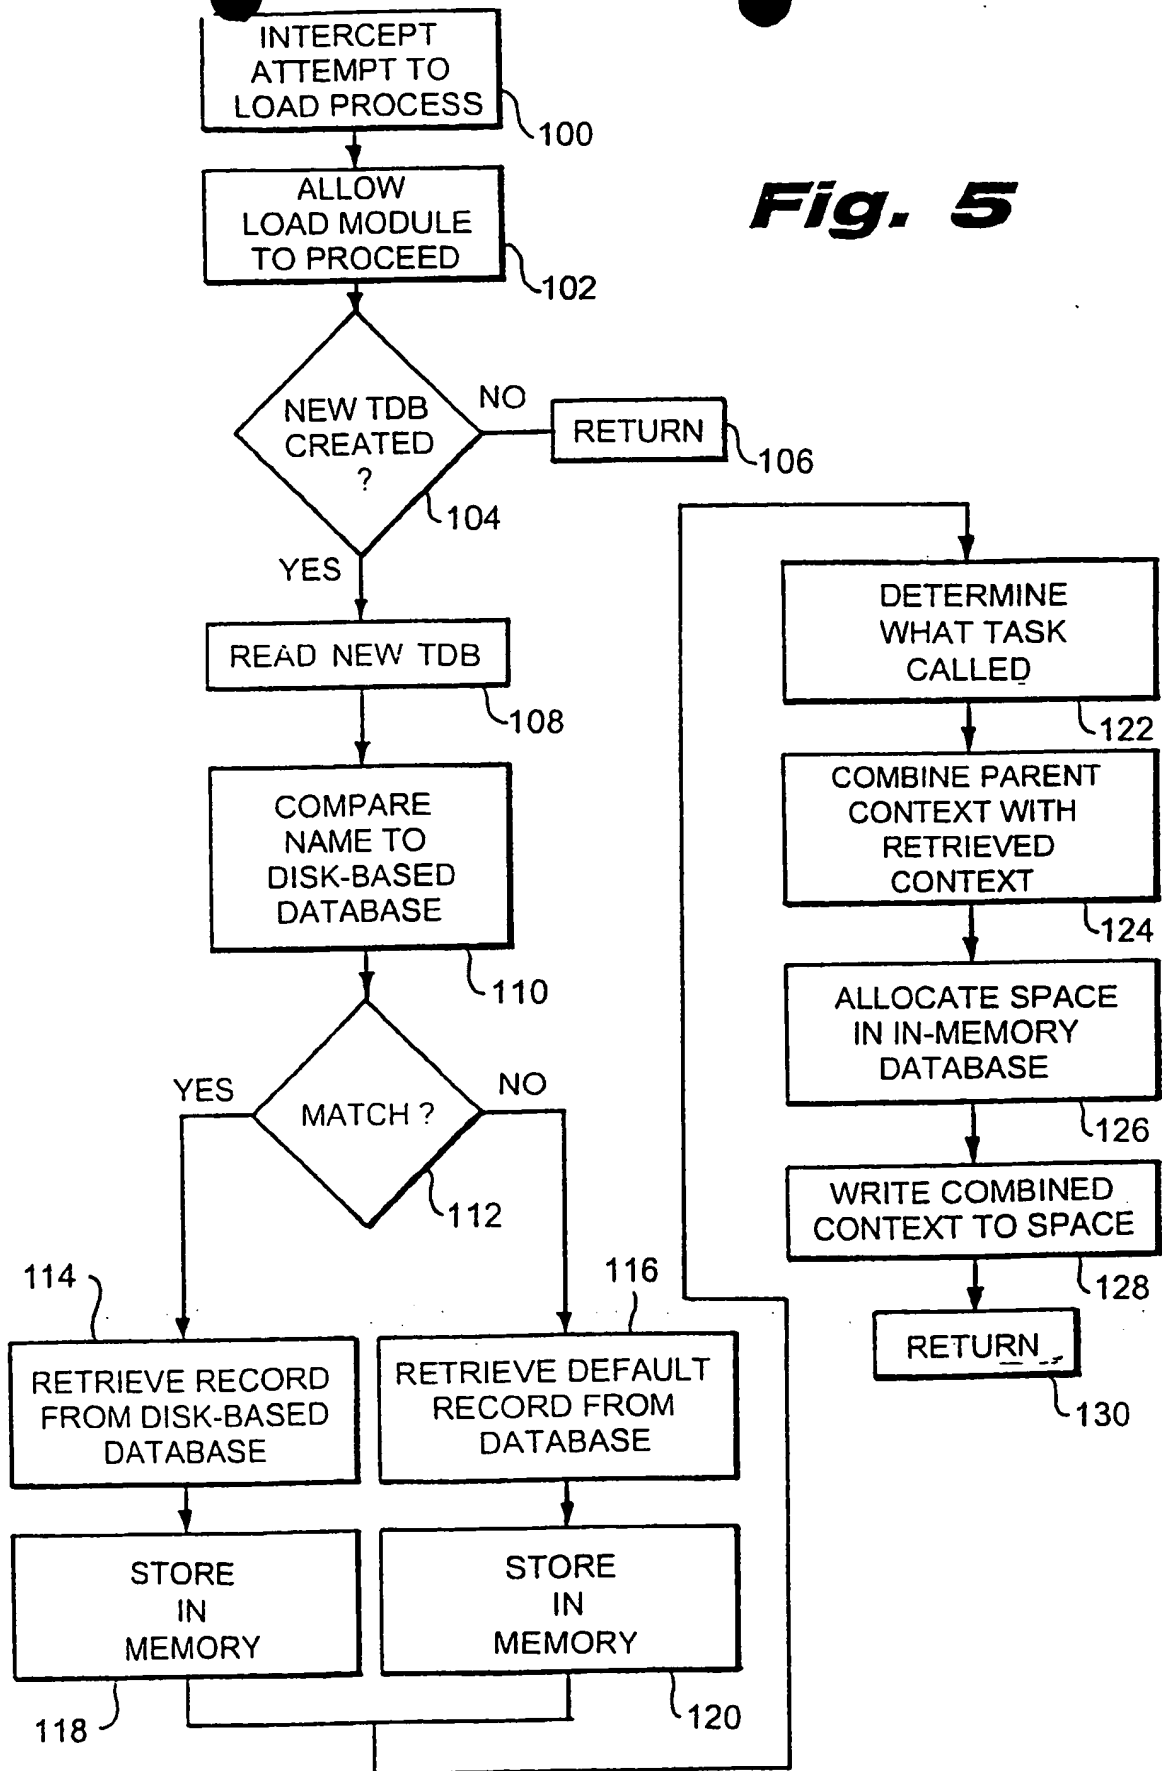 INTERCEPT
ATTEMPT TO
LOAD PROCESS
100
ALLOW
LOAD MODULE
TO PROCEED
102
Fig. 5
NEW TDB
CREATED
?
104
NO
RETURN
106
YES
READ NEW TDB
108
COMPARE
NAME TO
DISK-BASED
DATABASE
110
MATCH ?
112
YES
NO
114
RETRIEVE RECORD
FROM DISK-BASED
DATABASE
116
RETRIEVE DEFAULT
RECORD FROM
DATABASE
STORE
IN
MEMORY
118
STORE
IN
MEMORY
120
DETERMINE
WHAT TASK
CALLED
122
COMBINE PARENT
CONTEXT WITH
RETRIEVED
CONTEXT
124
ALLOCATE SPACE
IN IN-MEMORY
DATABASE
126
WRITE COMBINED
CONTEXT TO SPACE
128
RETURN
130